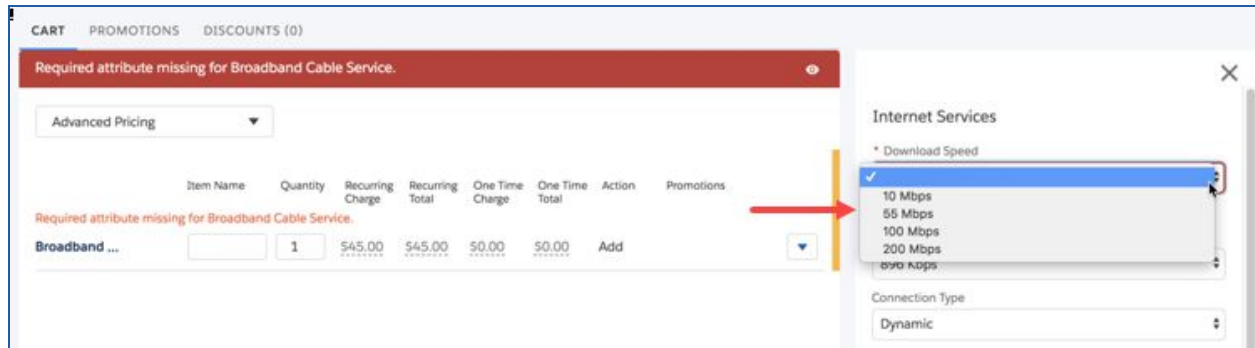 CART PROMOTIONS DISCOUNTS (0)
Required attribute missing for Broadband Cable Service.
Advanced Pricing
Item Name Quantity Recurring Charge Recurring Total One Time Charge One Time Total Action Promotions
Required attribute missing for Broadband Cable Service.
Broadband ... 1 $45.00 $45.00 $0.00 $0.00 Add
Internet Services
* Download Speed
10 Mbps
55 Mbps
100 Mbps
200 Mbps
896 Kbps
Connection Type
Dynamic